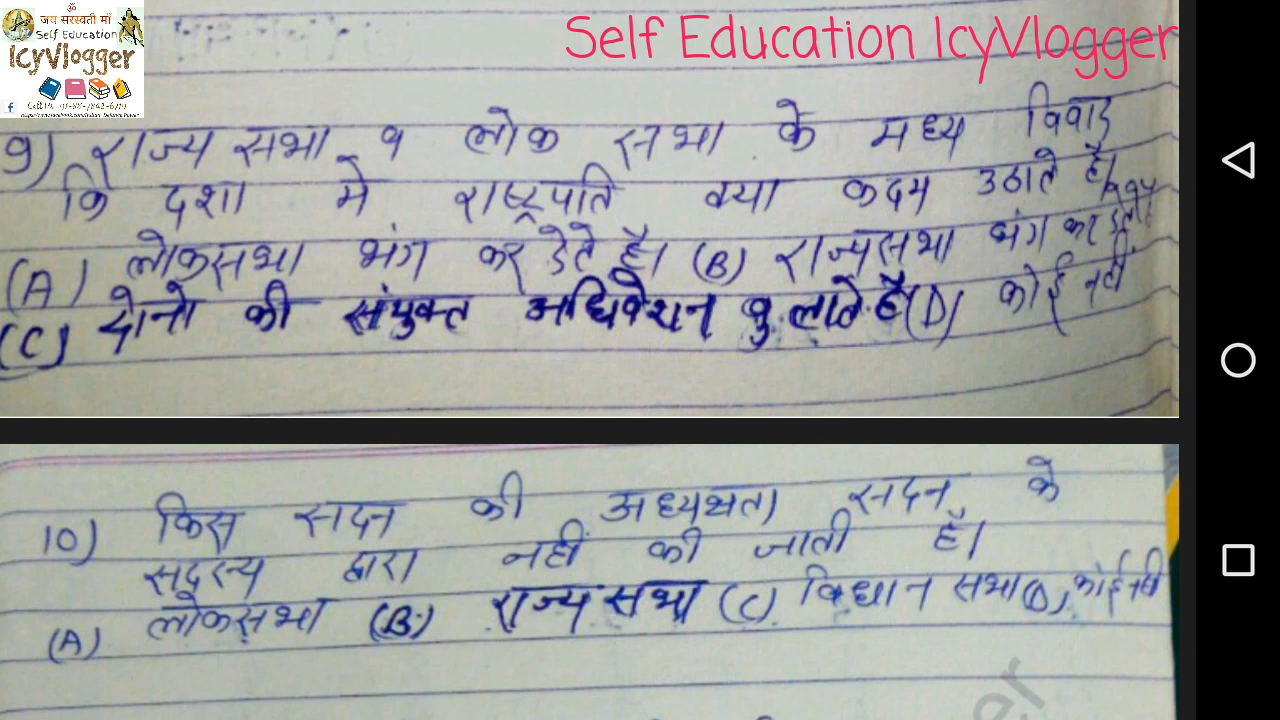 ॐ
जय सरस्वती माँ
Self Education
IcyVlogger
Self Education IcyVlogger
9) राज्य सभा व लोक सभा के मध्य विवाद
कि दशा मे राष्ट्रपति क्या कदम उठाते है।
(A) लोकसभा भंग कर देते है। (B) राज्यसभा भंग कर देते है
(C) दोनो की संयुक्त अधिवेशन बुलाते है (D) कोई नही
10) किस सदन की अध्यक्षता सदन के
सदस्य द्वारा नहीं की जाती है।
(A) लोकसभा (B) राज्य सभा (C) विधान सभा (D) कोई नही